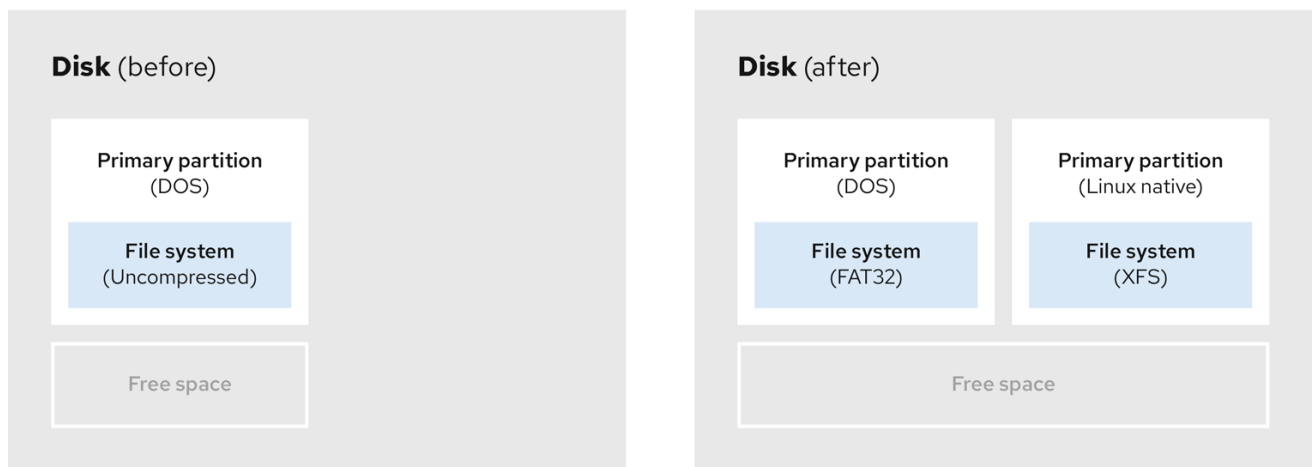 Disk (before)
Primary partition
(DOS)
File system
(Uncompressed)
Free space
Disk (after)
Primary partition
(DOS)
File system
(FAT32)
Primary partition
(Linux native)
File system
(XFS)
Free space